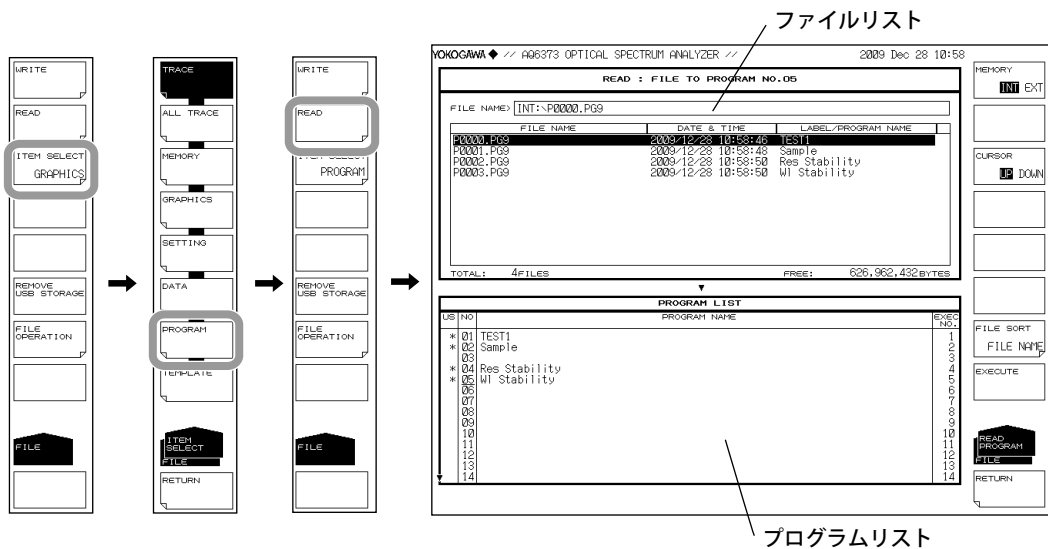 ファイルリスト
WRITE
READ
ITEM SELECT
GRAPHICS
REMOVE
USB STORAGE
FILE
OPERATION
FILE
TRACE
ALL TRACE
MEMORY
GRAPHICS
SETTING
DATA
PROGRAM
TEMPLATE
ITEM
SELECT
FILE
RETURN
WRITE
READ
ITEM SELECT
PROGRAM
REMOVE
USB STORAGE
FILE
OPERATION
FILE
YOKOGAWA ◆ // AQ6373 OPTICAL SPECTRUM ANALYZER // 2009 Dec 28 10:58
READ : FILE TO PROGRAM NO.05
FILE NAME> INT:\P0000.PG9
FILE NAME DATE & TIME LABEL/PROGRAM NAME
P0000.PG9 2009/12/28 10:58:46 TEST1
P0001.PG9 2009/12/28 10:58:48 Sample
P0002.PG9 2009/12/28 10:58:50 Res Stability
P0003.PG9 2009/12/28 10:58:50 Wl Stability
TOTAL: 4FILES FREE: 626,962,432BYTES
PROGRAM LIST
US NO PROGRAM NAME EXEC NO.
* 01 TEST1 1
* 02 Sample 2
03 3
* 04 Res Stability 4
* 05 Wl Stability 5
06 6
07 7
08 8
09 9
10 10
11 11
12 12
13 13
14 14
MEMORY
INT EXT
CURSOR
UP DOWN
FILE SORT
FILE NAME
EXECUTE
READ
PROGRAM
FILE
RETURN
プログラムリスト